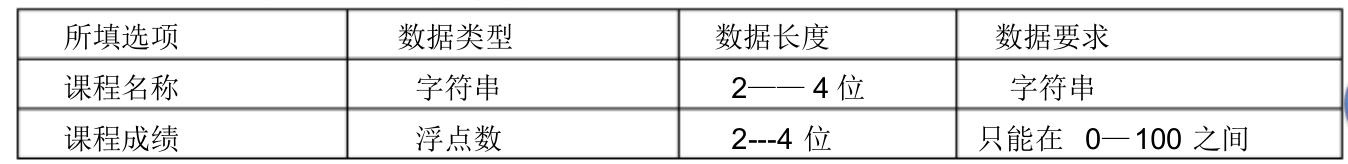 所填选项 数据类型 数据长度 数据要求
课程名称 字符串 2—— 4 位 字符串
课程成绩 浮点数 2---4 位 只能在 0—100 之间